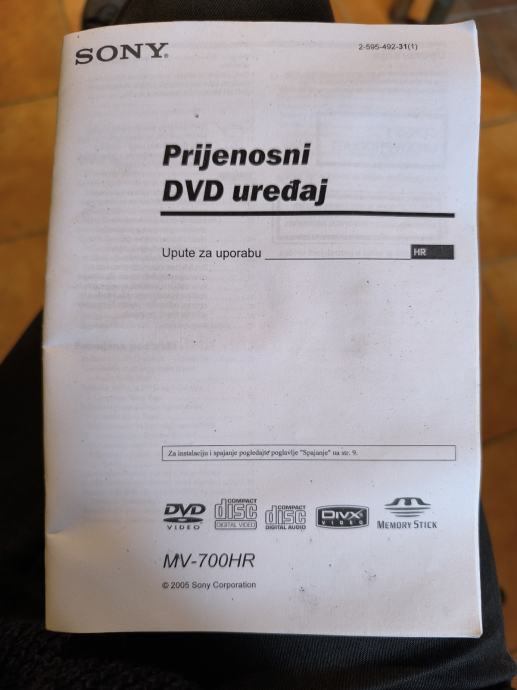 SONY®
2-595-492-31(1)
Prijenosni
DVD uređaj
Upute za uporabu
HR
Za instalaciju i spajanje pogledajte poglavlje "Spajanje" na str. 9.
DVD
VIDEO
COMPACT
disc
DIGITAL VIDEO
COMPACT
disc
DIGITAL AUDIO
DIVX
VIDEO
MEMORY STICK
MV-700HR
© 2005 Sony Corporation